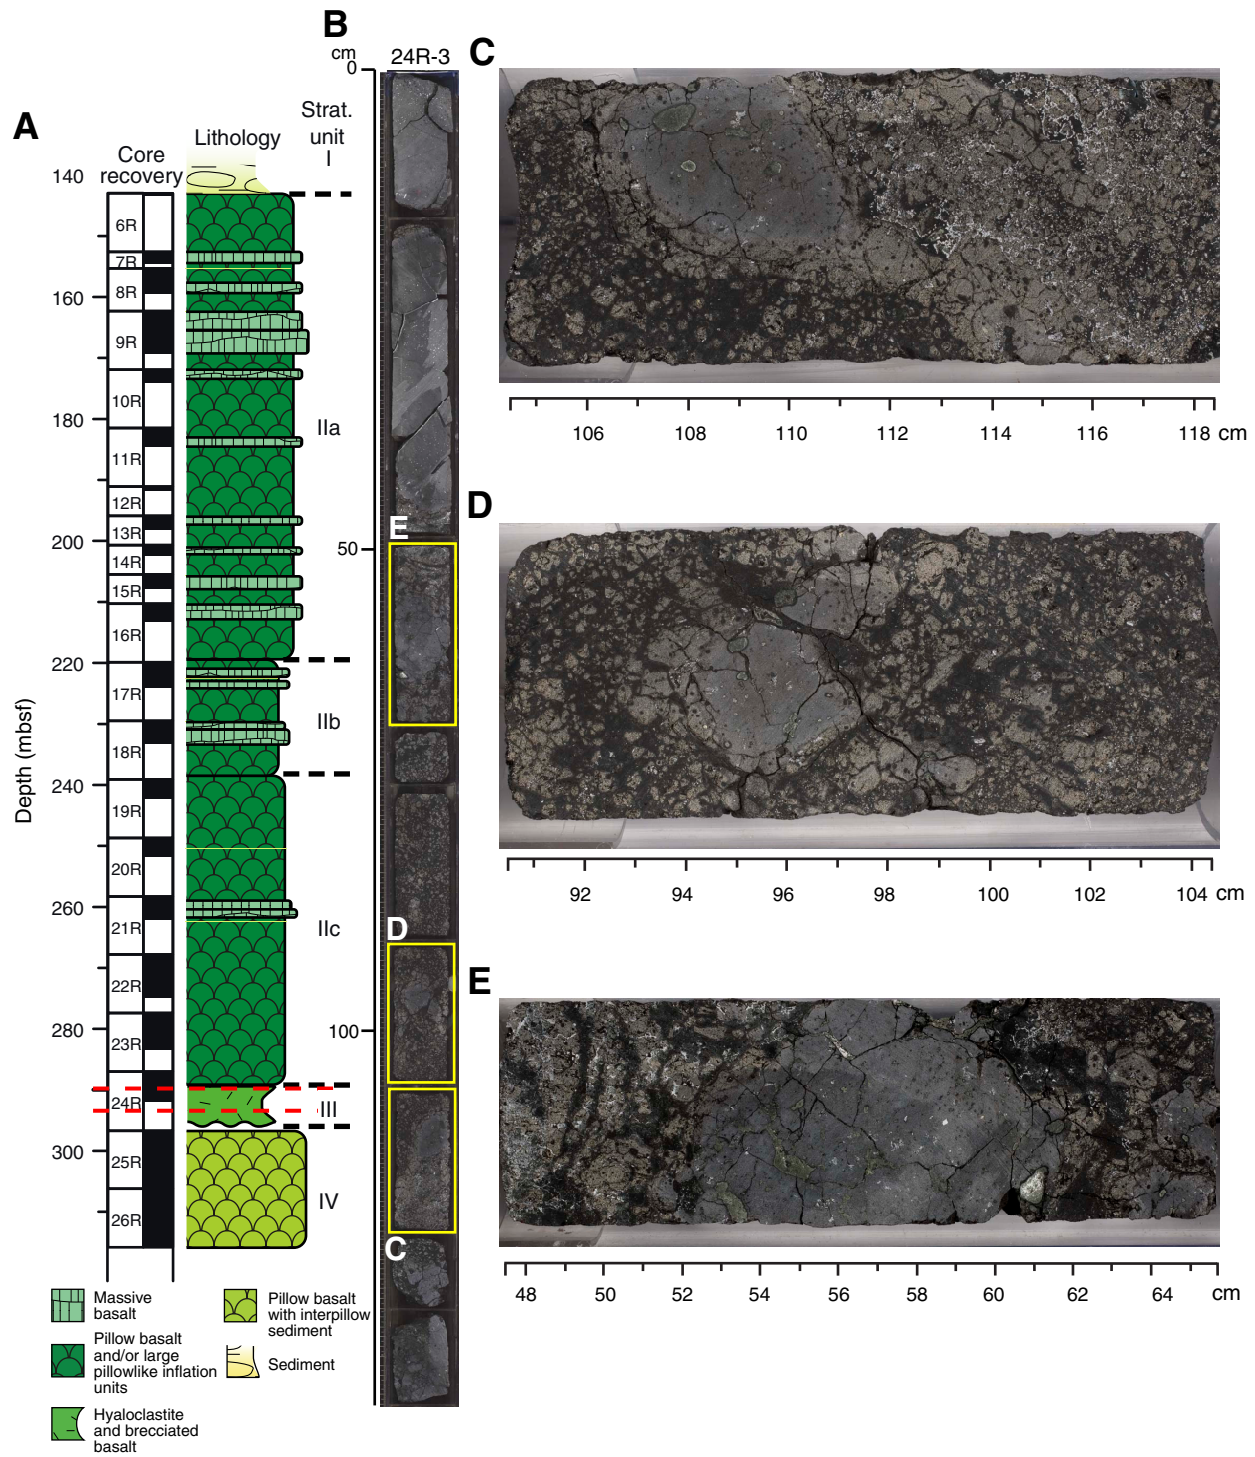 A
B
C
cm
0
24R-3
Strat.
unit
I
Lithology
Core
recovery
Depth (mbsf)
140
160
180
200
220
240
260
280
300
6R
7R
8R
9R
10R
11R
12R
13R
14R
15R
16R
17R
18R
19R
20R
21R
22R
23R
24R
25R
26R
IIa
IIb
IIc
III
IV
50
100
E
D
C
106 108 110 112 114 116 118 cm
D
92 94 96 98 100 102 104 cm
E
48 50 52 54 56 58 60 62 64 cm
Massive
basalt
Pillow basalt
and/or large
pillowlike inflation
units
Hyaloclastite
and brecciated
basalt
Pillow basalt
with interpillow
sediment
Sediment